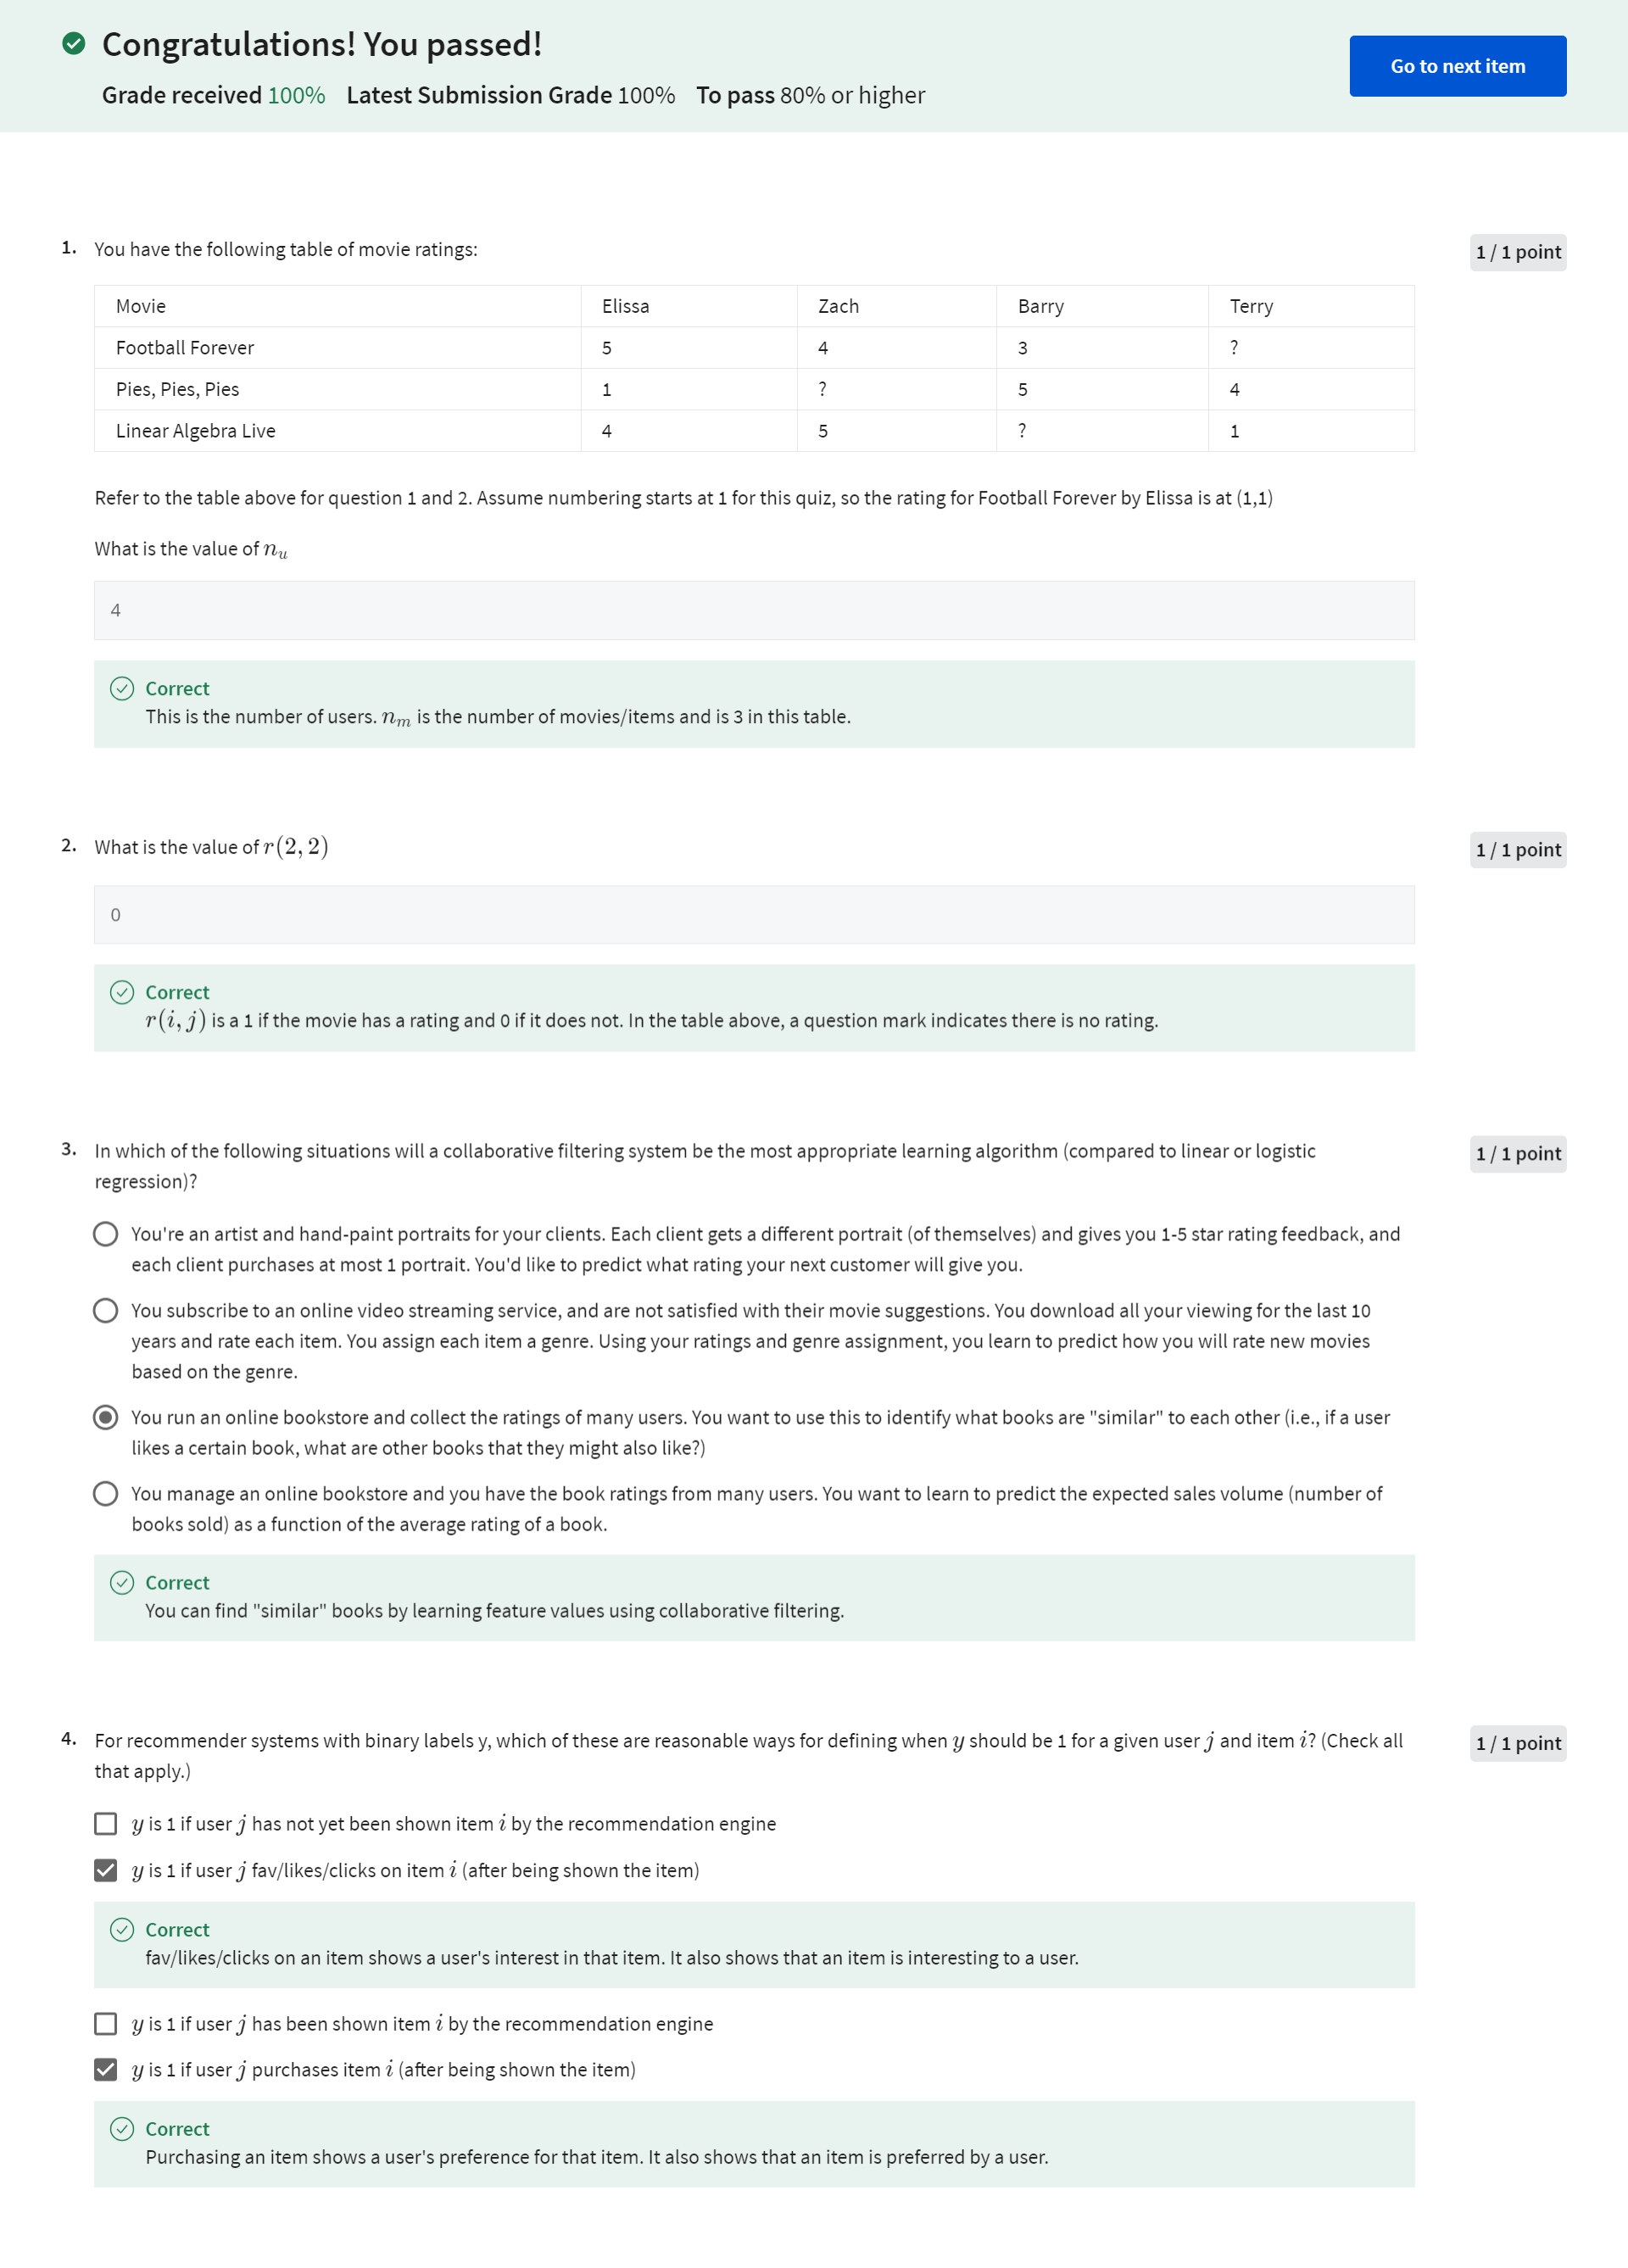 Congratulations! You passed!
Go to next item
Grade received 100% Latest Submission Grade 100% To pass 80% or higher
1. You have the following table of movie ratings:
1 / 1 point
Movie Elissa Zach Barry Terry
Football Forever 5 4 3 ?
Pies, Pies, Pies 1 ? 5 4
Linear Algebra Live 4 5 ? 1
Refer to the table above for question 1 and 2. Assume numbering starts at 1 for this quiz, so the rating for Football Forever by Elissa is at (1,1)
What is the value of n_u
4
Correct
This is the number of users. n_m is the number of movies/items and is 3 in this table.
2. What is the value of r(2, 2)
1 / 1 point
0
Correct
r(i, j) is a 1 if the movie has a rating and 0 if it does not. In the table above, a question mark indicates there is no rating.
3. In which of the following situations will a collaborative filtering system be the most appropriate learning algorithm (compared to linear or logistic
regression)?
1 / 1 point
You're an artist and hand-paint portraits for your clients. Each client gets a different portrait (of themselves) and gives you 1-5 star rating feedback, and
each client purchases at most 1 portrait. You'd like to predict what rating your next customer will give you.
You subscribe to an online video streaming service, and are not satisfied with their movie suggestions. You download all your viewing for the last 10
years and rate each item. You assign each item a genre. Using your ratings and genre assignment, you learn to predict how you will rate new movies
based on the genre.
You run an online bookstore and collect the ratings of many users. You want to use this to identify what books are "similar" to each other (i.e., if a user
likes a certain book, what are other books that they might also like?)
You manage an online bookstore and you have the book ratings from many users. You want to learn to predict the expected sales volume (number of
books sold) as a function of the average rating of a book.
Correct
You can find "similar" books by learning feature values using collaborative filtering.
4. For recommender systems with binary labels y, which of these are reasonable ways for defining when y should be 1 for a given user j and item i? (Check all
that apply.)
1 / 1 point
y is 1 if user j has not yet been shown item i by the recommendation engine
y is 1 if user j fav/likes/clicks on item i (after being shown the item)
Correct
fav/likes/clicks on an item shows a user's interest in that item. It also shows that an item is interesting to a user.
y is 1 if user j has been shown item i by the recommendation engine
y is 1 if user j purchases item i (after being shown the item)
Correct
Purchasing an item shows a user's preference for that item. It also shows that an item is preferred by a user.